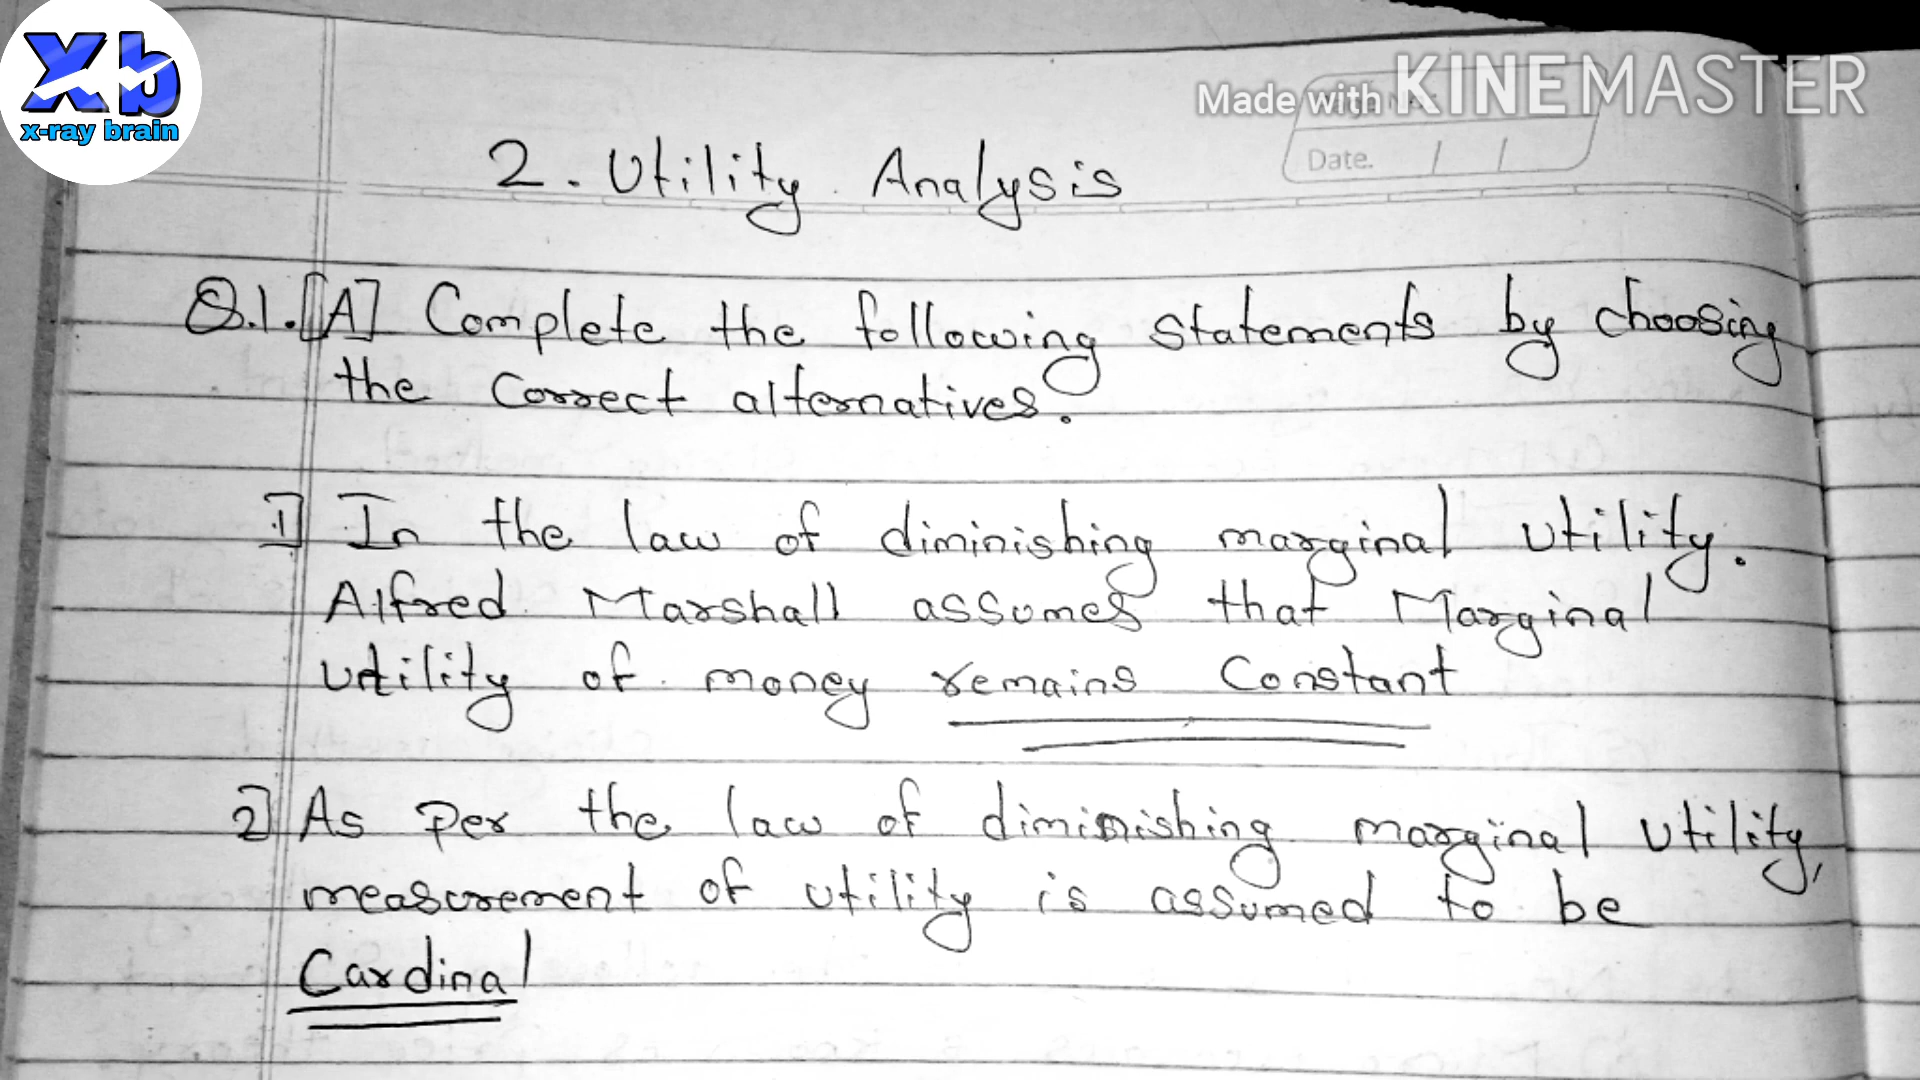 Xb
x-ray brain
Made with KINEMASTER
Date.
2. Utility Analysis
Q.1.[A] Complete the following statements by choosing
the correct alternatives.
1] In the law of diminishing marginal utility.
Alfred Marshall assumes that Marginal
utility of money remains constant
2] As per the law of diminishing marginal utility,
measurement of utility is assumed to be
Cardinal